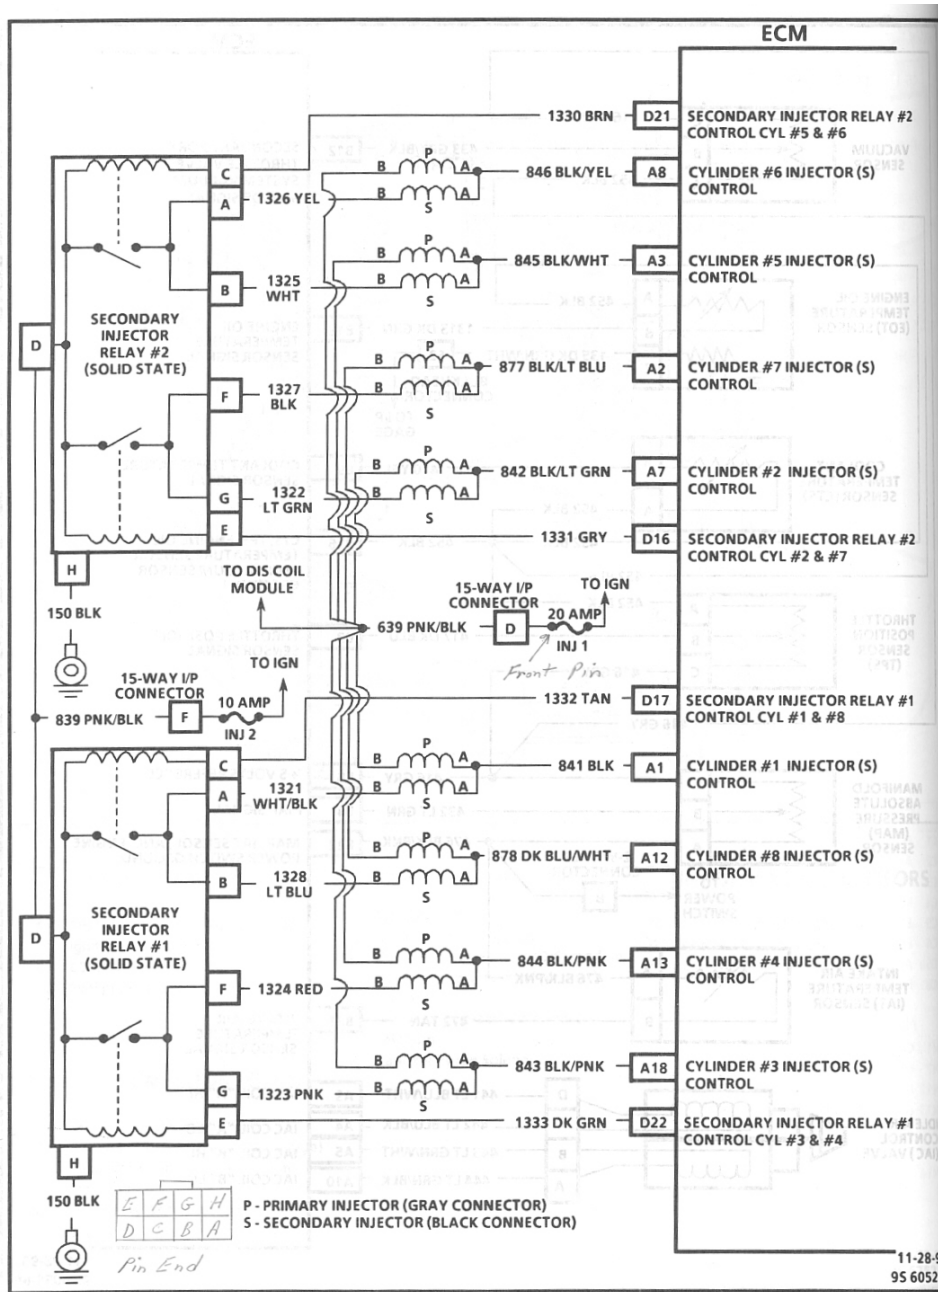 ECM
1330 BRN D21 SECONDARY INJECTOR RELAY #2
CONTROL CYL #5 & #6
P
C B A 846 BLK/YEL A8 CYLINDER #6 INJECTOR (S)
CONTROL
A 1326 YEL B A
S
P
B A 845 BLK/WHT A3 CYLINDER #5 INJECTOR (S)
CONTROL
B 1325 B A
WHT
S
SECONDARY
INJECTOR
RELAY #2
(SOLID STATE)
D
P
B A 877 BLK/LT BLU A2 CYLINDER #7 INJECTOR (S)
CONTROL
F 1327 B A
BLK
S
P
B A 842 BLK/LT GRN A7 CYLINDER #2 INJECTOR (S)
CONTROL
G 1322 B A
LT GRN
S
E 1331 GRY D16 SECONDARY INJECTOR RELAY #2
CONTROL CYL #2 & #7
H
150 BLK
TO DIS COIL
MODULE
15-WAY I/P
CONNECTOR
TO IGN
639 PNK/BLK D 20 AMP
INJ 1
Front Pin
TO IGN
15-WAY I/P
CONNECTOR
839 PNK/BLK F 10 AMP
INJ 2
1332 TAN D17 SECONDARY INJECTOR RELAY #1
CONTROL CYL #1 & #8
P
C B A 841 BLK A1 CYLINDER #1 INJECTOR (S)
CONTROL
A 1321 B A
WHT/BLK
S
P
B A 878 DK BLU/WHT A12 CYLINDER #8 INJECTOR (S)
CONTROL
B 1328 B A
LT BLU
S
SECONDARY
INJECTOR
RELAY #1
(SOLID STATE)
D
P
B A 844 BLK/PNK A13 CYLINDER #4 INJECTOR (S)
CONTROL
F 1324 RED B A
S
P
B A 843 BLK/PNK A18 CYLINDER #3 INJECTOR (S)
CONTROL
G 1323 PNK B A
S
E 1333 DK GRN D22 SECONDARY INJECTOR RELAY #1
CONTROL CYL #3 & #4
H
150 BLK
E F G H
D C B A
Pin End
P - PRIMARY INJECTOR (GRAY CONNECTOR)
S - SECONDARY INJECTOR (BLACK CONNECTOR)
11-28-9
9S 6052